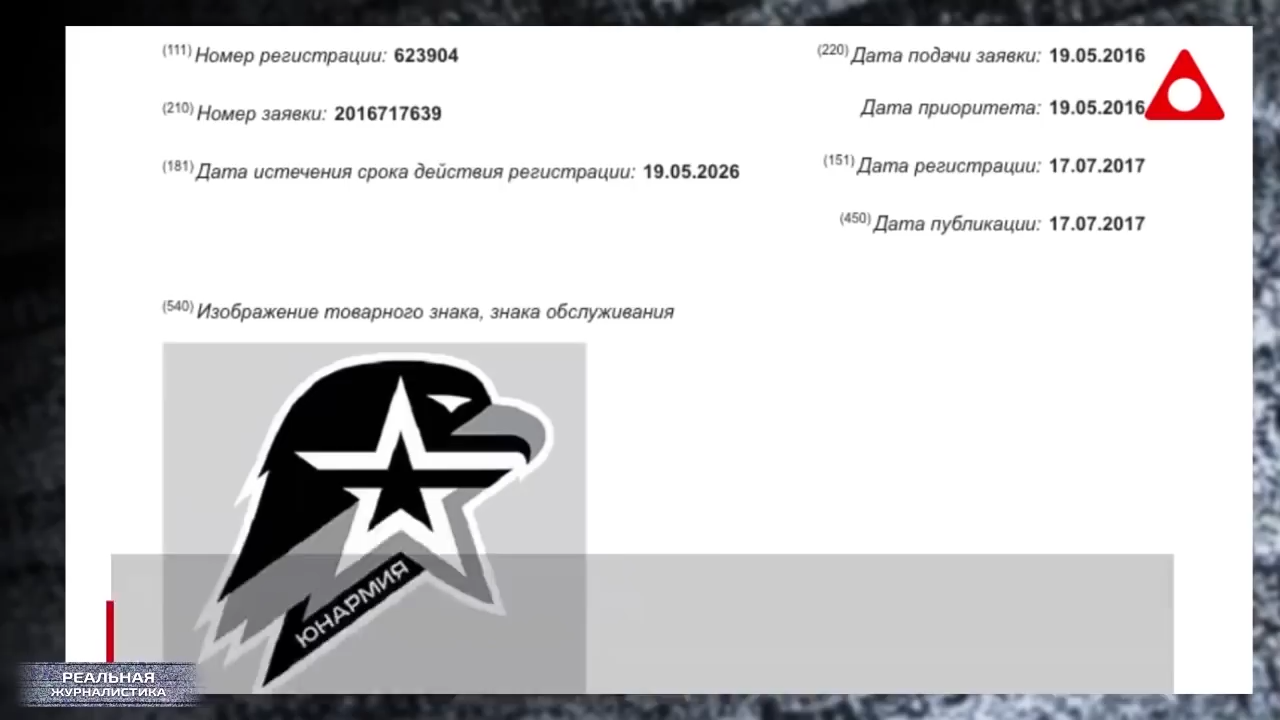 (111) Номер регистрации: 623904
(220) Дата подачи заявки: 19.05.2016
(210) Номер заявки: 2016717639
Дата приоритета: 19.05.2016
(181) Дата истечения срока действия регистрации: 19.05.2026
(151) Дата регистрации: 17.07.2017
(450) Дата публикации: 17.07.2017
(540) Изображение товарного знака, знака обслуживания
ЮНАРМИЯ
РЕАЛЬНАЯ
ЖУРНАЛИСТИКА